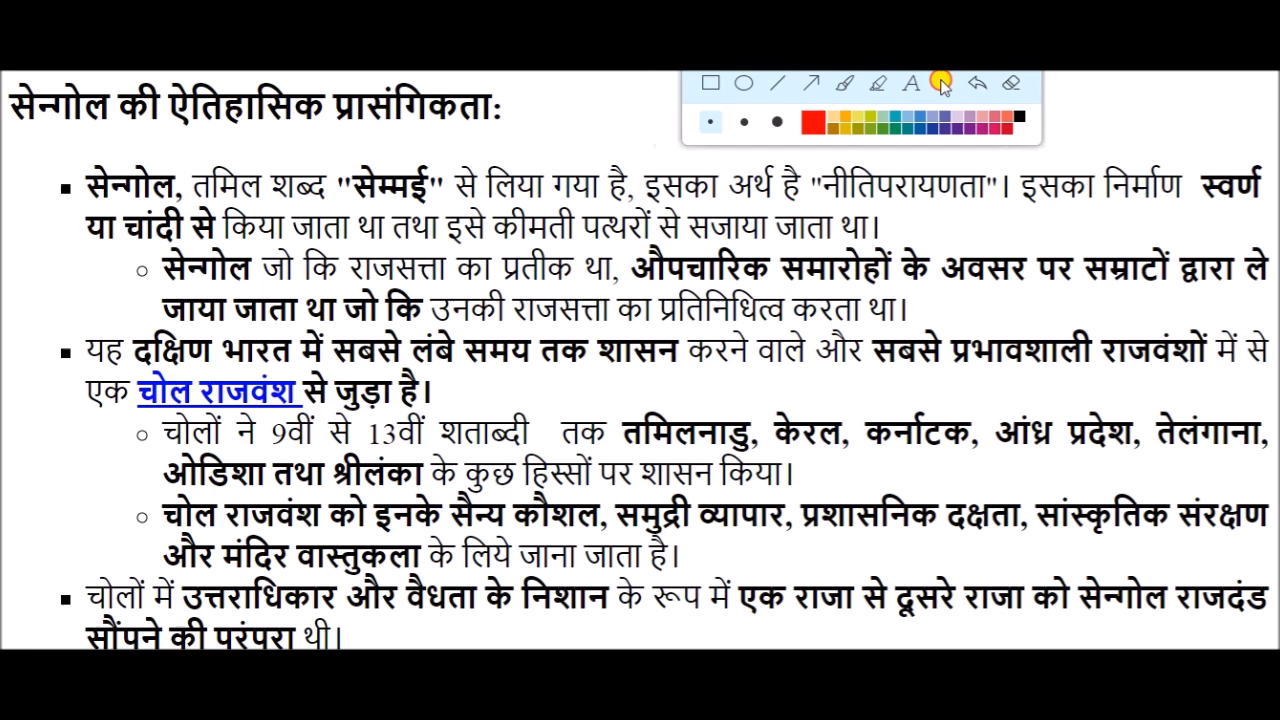 सेन्गोल की ऐतिहासिक प्रासंगिकता:
A
▪ सेन्गोल, तमिल शब्द "सेम्मई" से लिया गया है, इसका अर्थ है "नीतिपरायणता"। इसका निर्माण स्वर्ण
या चांदी से किया जाता था तथा इसे कीमती पत्थरों से सजाया जाता था।
○ सेन्गोल जो कि राजसत्ता का प्रतीक था, औपचारिक समारोहों के अवसर पर सम्राटों द्वारा ले
जाया जाता था जो कि उनकी राजसत्ता का प्रतिनिधित्व करता था।
▪ यह दक्षिण भारत में सबसे लंबे समय तक शासन करने वाले और सबसे प्रभावशाली राजवंशों में से
एक चोल राजवंश से जुड़ा है।
○ चोलों ने 9वीं से 13वीं शताब्दी तक तमिलनाडु, केरल, कर्नाटक, आंध्र प्रदेश, तेलंगाना,
ओडिशा तथा श्रीलंका के कुछ हिस्सों पर शासन किया।
○ चोल राजवंश को इनके सैन्य कौशल, समुद्री व्यापार, प्रशासनिक दक्षता, सांस्कृतिक संरक्षण
और मंदिर वास्तुकला के लिये जाना जाता है।
▪ चोलों में उत्तराधिकार और वैधता के निशान के रूप में एक राजा से दूसरे राजा को सेन्गोल राजदंड
सौंपने की परंपरा थी।